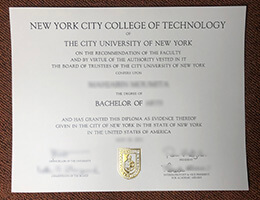 NEW YORK CITY COLLEGE OF TECHNOLOGY
OF
THE CITY UNIVERSITY OF NEW YORK
ON THE RECOMMENDATION OF THE FACULTY
AND BY VIRTUE OF THE AUTHORITY VESTED IN IT
THE BOARD OF TRUSTEES OF THE CITY UNIVERSITY OF NEW YORK
CONFERS UPON
THE DEGREE OF
BACHELOR OF
AND HAS GRANTED THIS DIPLOMA AS EVIDENCE THEREOF
GIVEN IN THE CITY OF NEW YORK IN THE STATE OF NEW YORK
IN THE UNITED STATES OF AMERICA